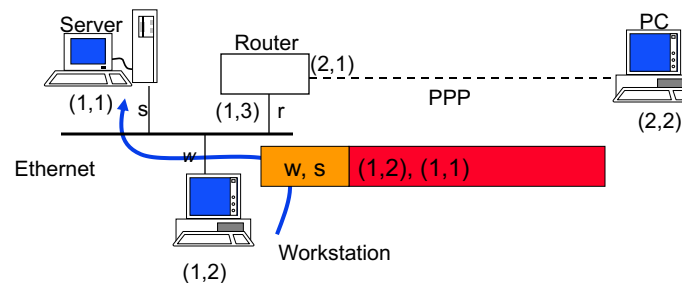 Server
Router
PC
(2,1)
PPP
(1,1)
s
(1,3)
r
(2,2)
w
Ethernet
w, s
(1,2), (1,1)
Workstation
(1,2)